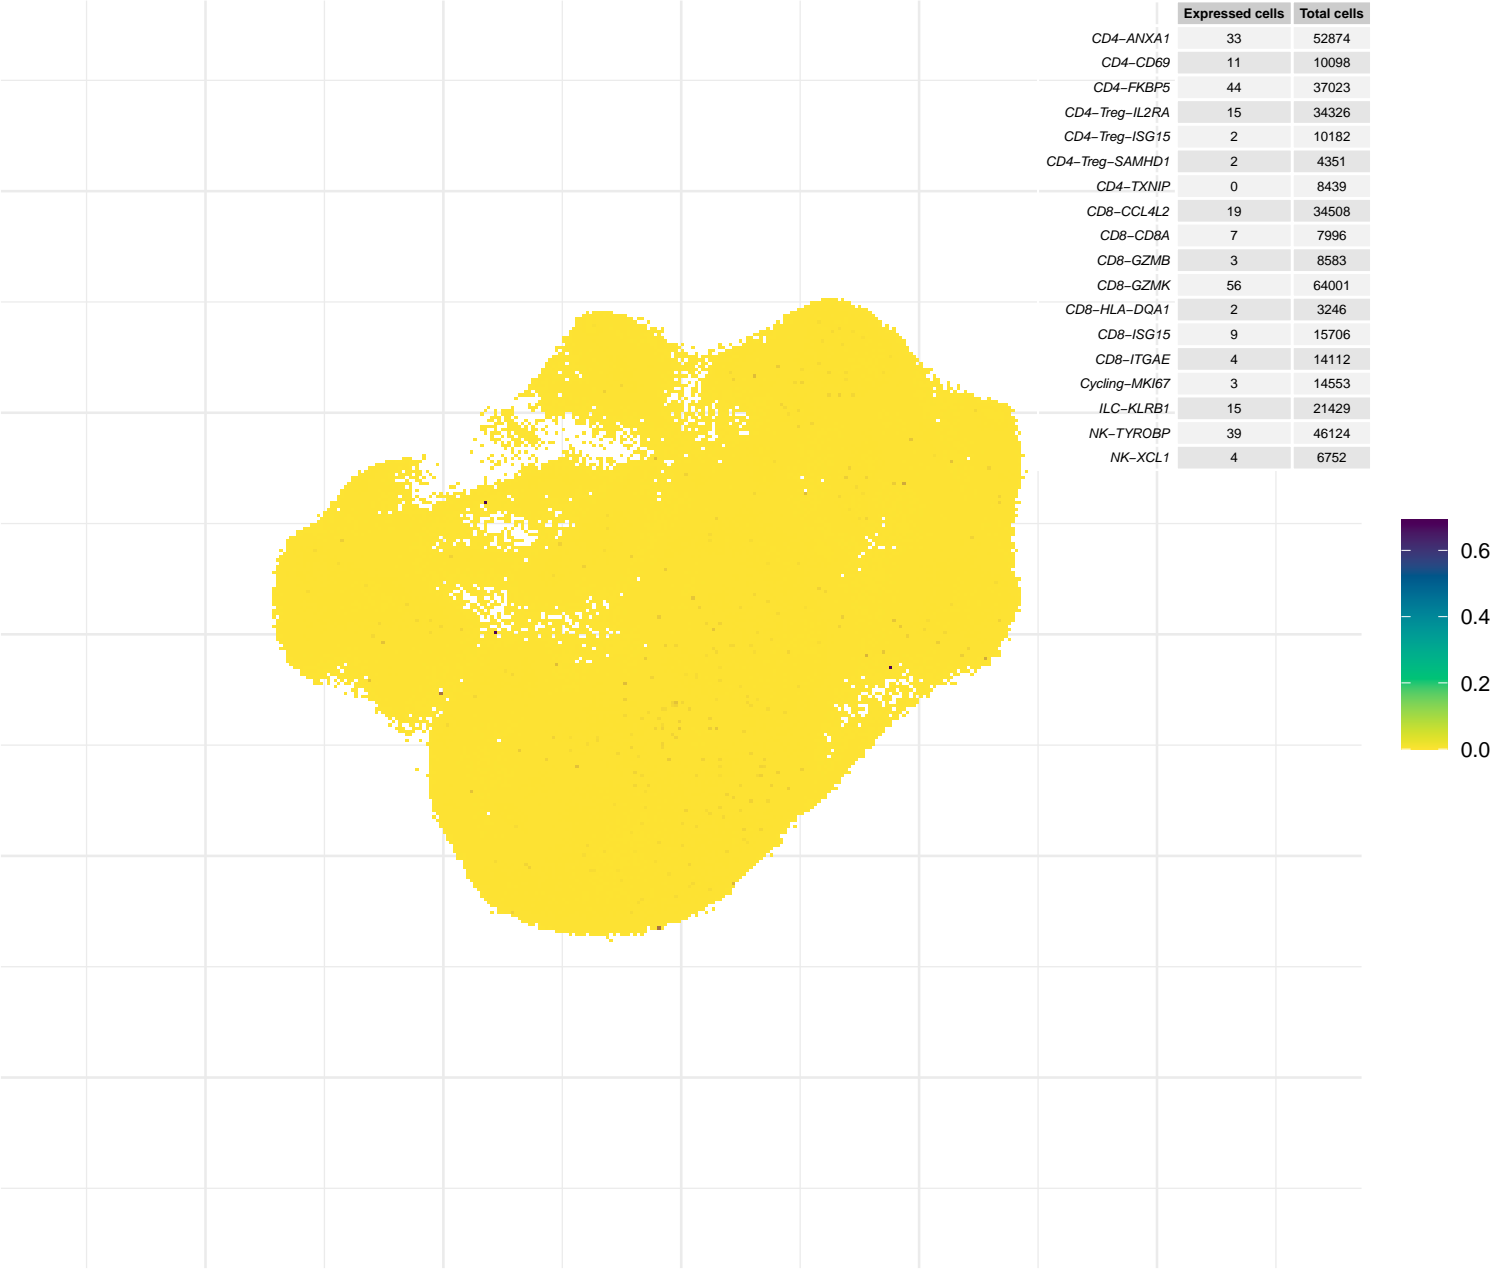 Expressed cells Total cells
CD4−ANXA1 33 52874
CD4−CD69 11 10098
CD4−FKBP5 44 37023
CD4−Treg−IL2RA 15 34326
CD4−Treg−ISG15 2 10182
CD4−Treg−SAMHD1 2 4351
CD4−TXNIP 0 8439
CD8−CCL4L2 19 34508
CD8−CD8A 7 7996
CD8−GZMB 3 8583
CD8−GZMK 56 64001
CD8−HLA−DQA1 2 3246
CD8−ISG15 9 15706
CD8−ITGAE 4 14112
Cycling−MKI67 3 14553
ILC−KLRB1 15 21429
NK−TYROBP 39 46124
NK−XCL1 4 6752
0.6
0.4
0.2
0.0